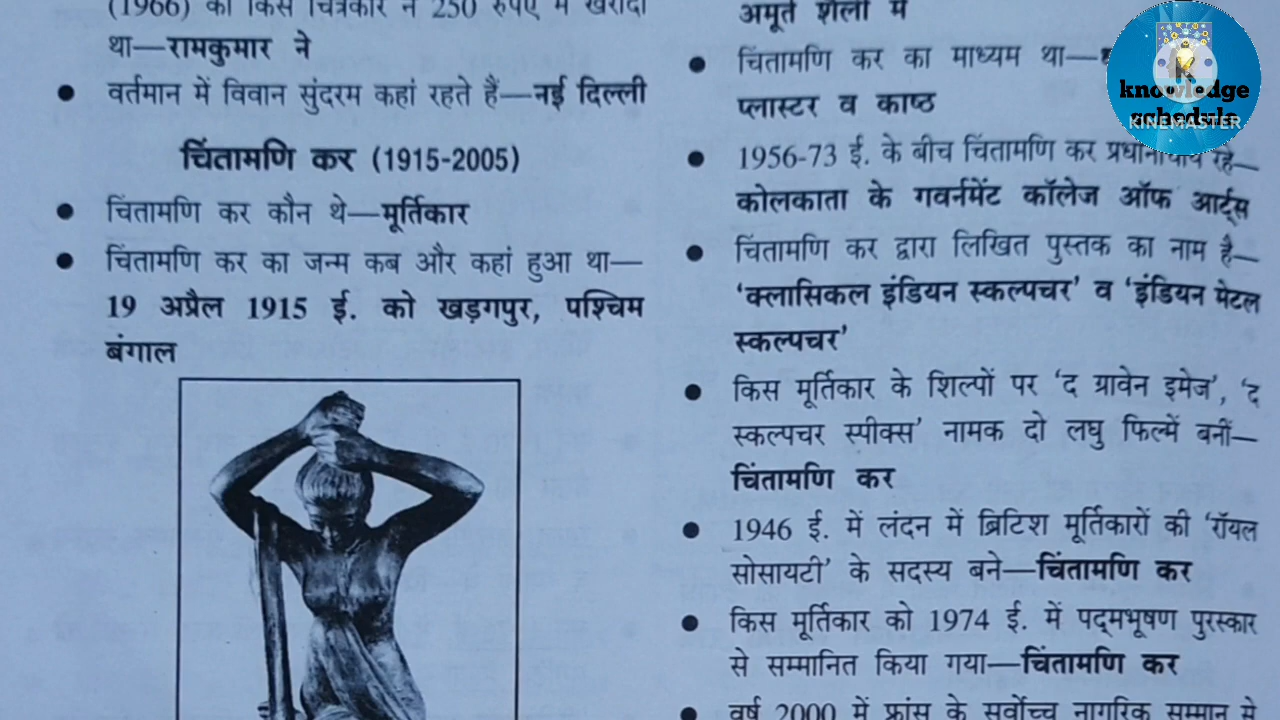 (1966) को किस चित्रकार ने 250 रुपए में खरीदा
था—रामकुमार ने
● वर्तमान में विवान सुंदरम कहां रहते हैं—नई दिल्ली
चिंतामणि कर (1915-2005)
● चिंतामणि कर कौन थे—मूर्तिकार
● चिंतामणि कर का जन्म कब और कहां हुआ था—
19 अप्रैल 1915 ई. को खड़गपुर, पश्चिम
बंगाल
अमूर्त शैली में
● चिंतामणि कर का माध्यम था—
प्लास्टर व काष्ठ
● 1956-73 ई. के बीच चिंतामणि कर प्रधानाचार्य रहे—
कोलकाता के गवर्नमेंट कॉलेज ऑफ आर्ट्स
● चिंतामणि कर द्वारा लिखित पुस्तक का नाम है—
‘क्लासिकल इंडियन स्कल्पचर’ व ‘इंडियन मेटल
स्कल्पचर’
● किस मूर्तिकार के शिल्पों पर ‘द ग्रावेन इमेज’, ‘द
स्कल्पचर स्पीक्स’ नामक दो लघु फिल्में बनीं—
चिंतामणि कर
● 1946 ई. में लंदन में ब्रिटिश मूर्तिकारों की ‘रॉयल
सोसायटी’ के सदस्य बने—चिंतामणि कर
● किस मूर्तिकार को 1974 ई. में पद्मभूषण पुरस्कार
से सम्मानित किया गया—चिंतामणि कर
● वर्ष 2000 में फ्रांस के सर्वोच्च नागरिक सम्मान से
knowledge
schedule
KINEMASTER